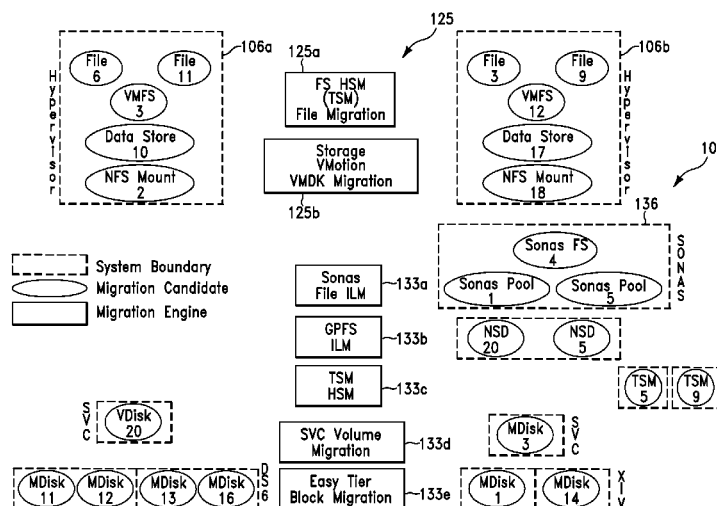 106a
125a
125
106b
Hypervisor
File
6
File
11
VMFS
3
Data Store
10
NFS Mount
2
FS HSM
(TSM)
File Migration
Storage
VMotion
VMDK Migration
125b
File
3
File
9
VMFS
12
Data Store
17
NFS Mount
18
Hypervisor
10
136
Sonas FS
4
Sonas Pool
1
Sonas Pool
5
SONAS
System Boundary
Migration Candidate
Migration Engine
Sonas
File ILM
133a
GPFS
ILM
133b
NSD
20
NSD
5
TSM
HSM
133c
TSM
5
TSM
9
SVC
VDisk
20
SVC Volume
Migration
133d
MDisk
3
SVC
MDisk
11
MDisk
12
MDisk
13
MDisk
16
Easy Tier
Block Migration
133e
MDisk
1
MDisk
14